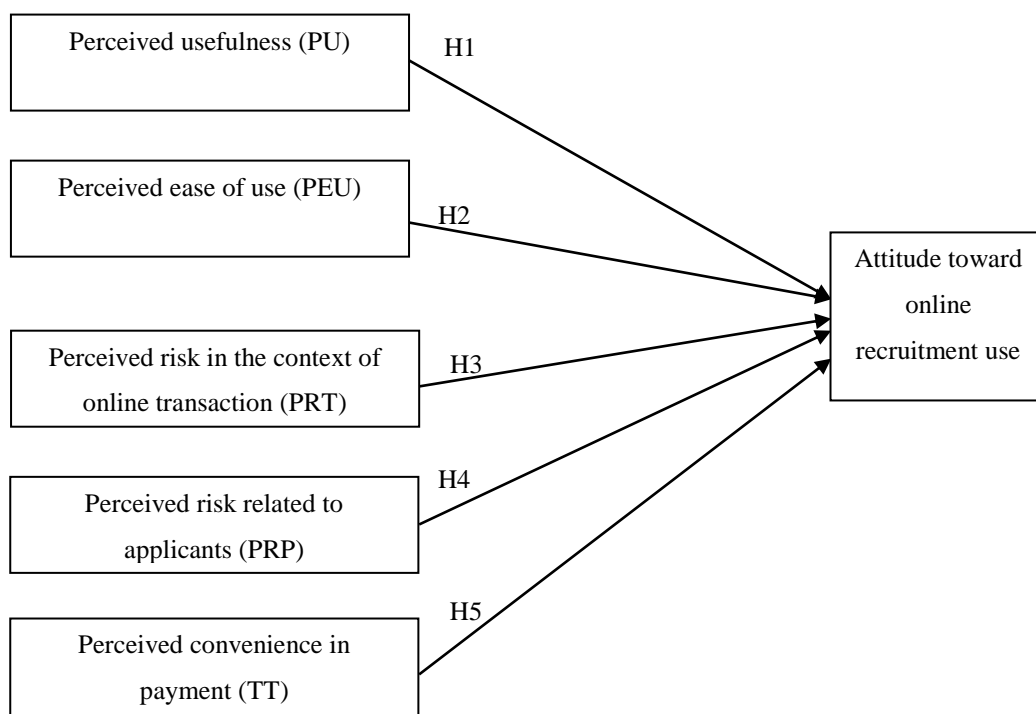 Perceived usefulness (PU)
H1
Perceived ease of use (PEU)
H2
Attitude toward
online
recruitment use
Perceived risk in the context of
online transaction (PRT)
H3
Perceived risk related to
applicants (PRP)
H4
Perceived convenience in
payment (TT)
H5